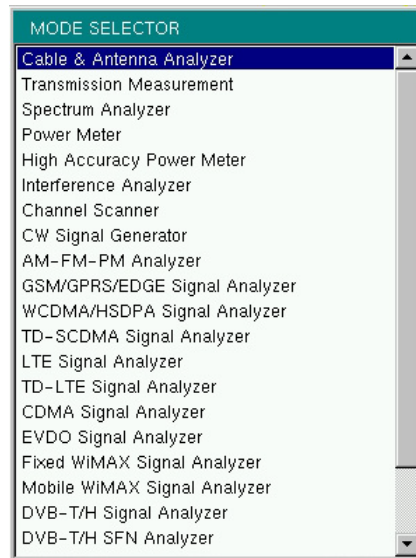 MODE SELECTOR
Cable & Antenna Analyzer
Transmission Measurement
Spectrum Analyzer
Power Meter
High Accuracy Power Meter
Interference Analyzer
Channel Scanner
CW Signal Generator
AM-FM-PM Analyzer
GSM/GPRS/EDGE Signal Analyzer
WCDMA/HSDPA Signal Analyzer
TD-SCDMA Signal Analyzer
LTE Signal Analyzer
TD-LTE Signal Analyzer
CDMA Signal Analyzer
EVDO Signal Analyzer
Fixed WiMAX Signal Analyzer
Mobile WiMAX Signal Analyzer
DVB-T/H Signal Analyzer
DVB-T/H SFN Analyzer